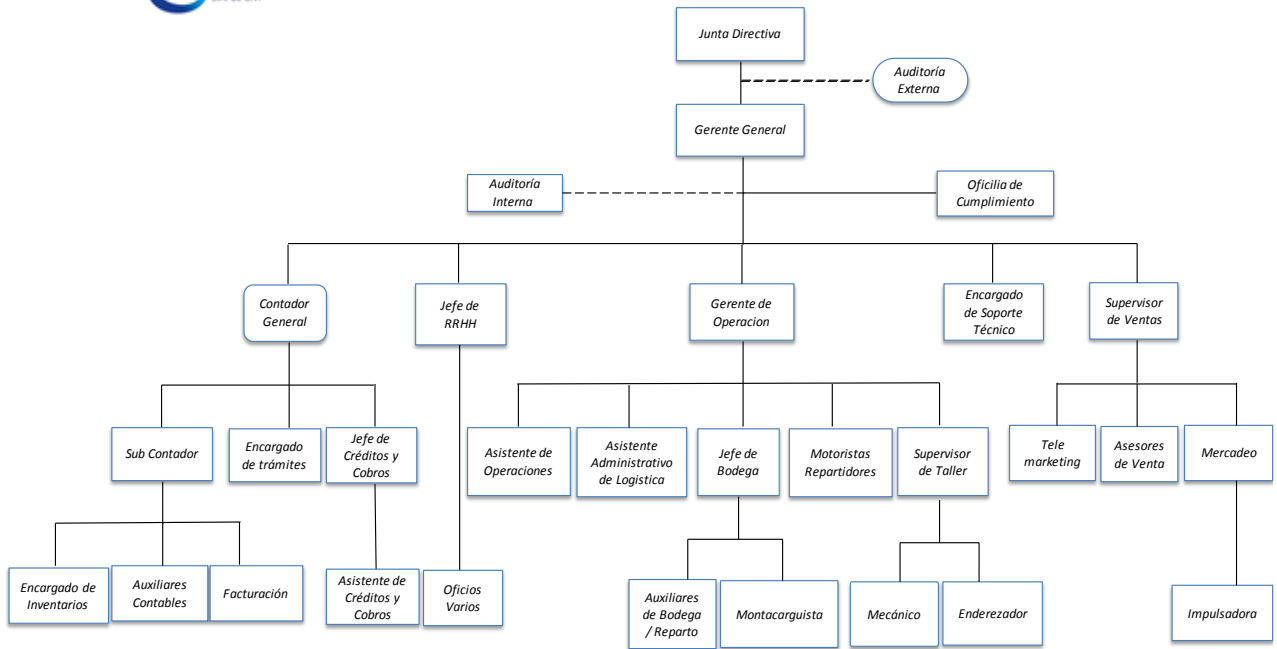 Junta Directiva
Auditoría
Externa
Gerente General
Auditoría
Interna
Oficilia de
Cumplimiento
Contador
General
Jefe de
RRHH
Gerente de
Operacion
Encargado
de Soporte
Técnico
Supervisor
de Ventas
Sub Contador
Encargado
de trámites
Jefe de
Créditos y
Cobros
Asistente de
Operaciones
Asistente
Administrativo
de Logistica
Jefe de
Bodega
Motoristas
Repartidores
Supervisor
de Taller
Tele
marketing
Asesores
de Venta
Mercadeo
Encargado de
Inventarios
Auxiliares
Contables
Facturación
Asistente de
Créditos y
Cobros
Oficios
Varios
Auxiliares
de Bodega
/ Reparto
Montacarguista
Mecánico
Enderezador
Impulsadora